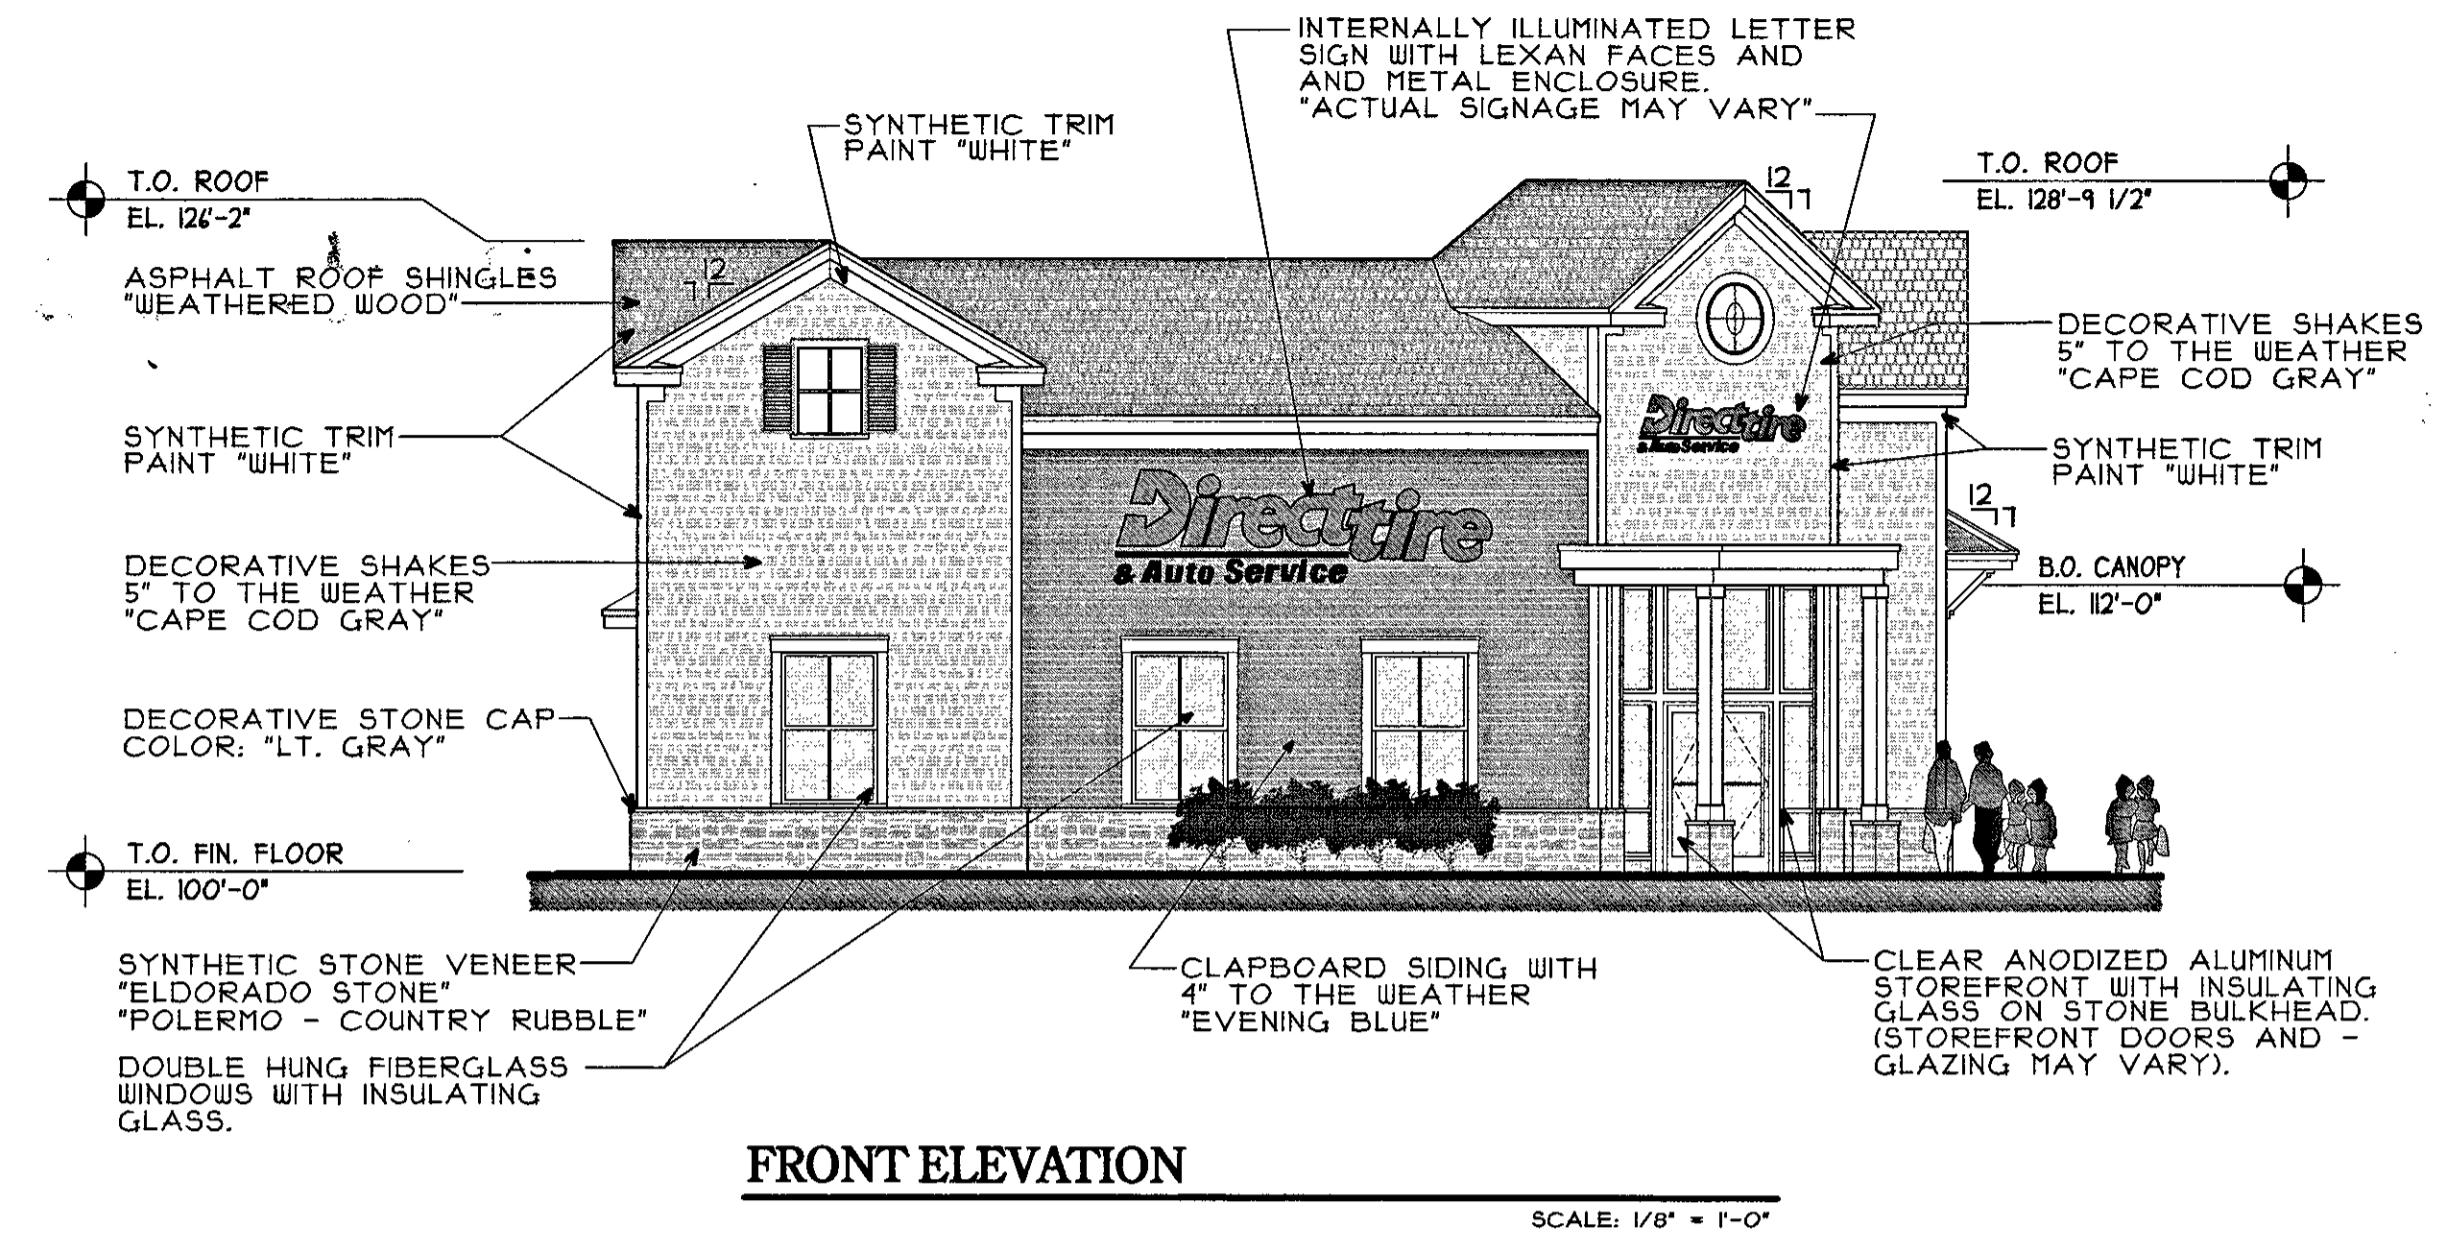 INTERNALLY ILLUMINATED LETTER
SIGN WITH LEXAN FACES AND
AND METAL ENCLOSURE.
"ACTUAL SIGNAGE MAY VARY"
SYNTHETIC TRIM
PAINT "WHITE"
T.O. ROOF
EL. 126'-2"
T.O. ROOF
EL. 128'-9 1/2"
12
7
12
7
ASPHALT ROOF SHINGLES
"WEATHERED WOOD"
DECORATIVE SHAKES
5" TO THE WEATHER
"CAPE COD GRAY"
SYNTHETIC TRIM
PAINT "WHITE"
Directtire
& Auto Service
SYNTHETIC TRIM
PAINT "WHITE"
12
7
Directtire
& Auto Service
DECORATIVE SHAKES
5" TO THE WEATHER
"CAPE COD GRAY"
B.O. CANOPY
EL. 112'-0"
DECORATIVE STONE CAP
COLOR: "LT. GRAY"
T.O. FIN. FLOOR
EL. 100'-0"
SYNTHETIC STONE VENEER
"ELDORADO STONE"
"POLERMO - COUNTRY RUBBLE"
DOUBLE HUNG FIBERGLASS
WINDOWS WITH INSULATING
GLASS.
CLAPBOARD SIDING WITH
4" TO THE WEATHER
"EVENING BLUE"
CLEAR ANODIZED ALUMINUM
STOREFRONT WITH INSULATING
GLASS ON STONE BULKHEAD.
(STOREFRONT DOORS AND -
GLAZING MAY VARY).
FRONT ELEVATION
SCALE: 1/8" = 1'-0"